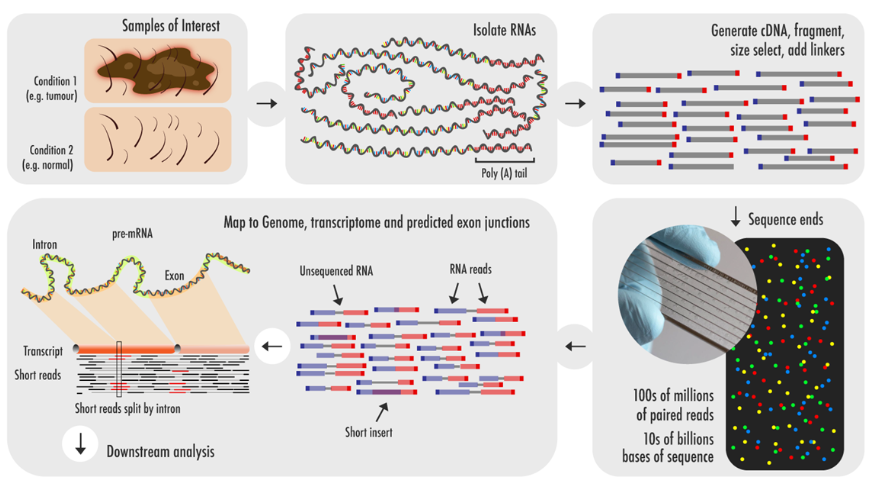 Samples of Interest
Condition 1
(e.g. tumour)
Condition 2
(e.g. normal)
Isolate RNAs
Poly (A) tail
Generate cDNA, fragment,
size select, add linkers
Sequence ends
100s of millions
of paired reads
10s of billions
bases of sequence
Map to Genome, transcriptome and predicted exon junctions
Unsequenced RNA
RNA reads
Short insert
pre-mRNA
Intron
Exon
Transcript
Short reads
Short reads split by intron
Downstream analysis